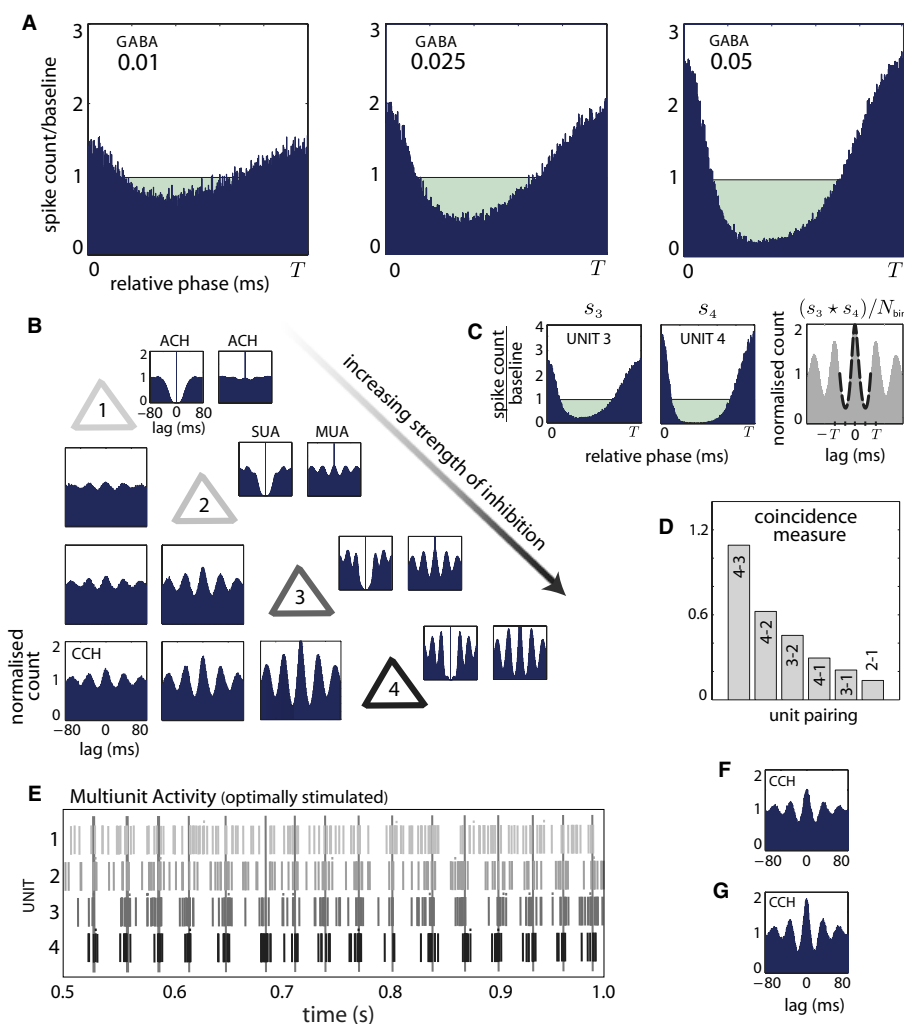 A
GABA
0.01
GABA
0.025
GABA
0.05
spike count/baseline
3
2
1
0
3
2
1
0
3
2
1
0
0
T
0
T
0
T
relative phase (ms)
B
ACH
ACH
2
1
0
−80 0 80
lag (ms)
increasing strength of inhibition
1
SUA
MUA
2
3
4
CCH
normalised count
2
1
0
−80 0 80
lag (ms)
C
s3
s4
(s3 ⋆ s4)/Nbin
spike count
baseline
4
3
2
1
0
UNIT 3
UNIT 4
0 T
0 T
relative phase (ms)
normalised count
2
1
0
−T 0 T
lag (ms)
D
coincidence
measure
1.2
0.6
0
4-3
4-2
3-2
4-1
3-1
2-1
unit pairing
E
Multiunit Activity (optimally stimulated)
UNIT
1
2
3
4
0.5 0.6 0.7 0.8 0.9 1.0
time (s)
F
CCH
2
1
0
−80 0 80
G
CCH
2
1
0
−80 0 80
lag (ms)